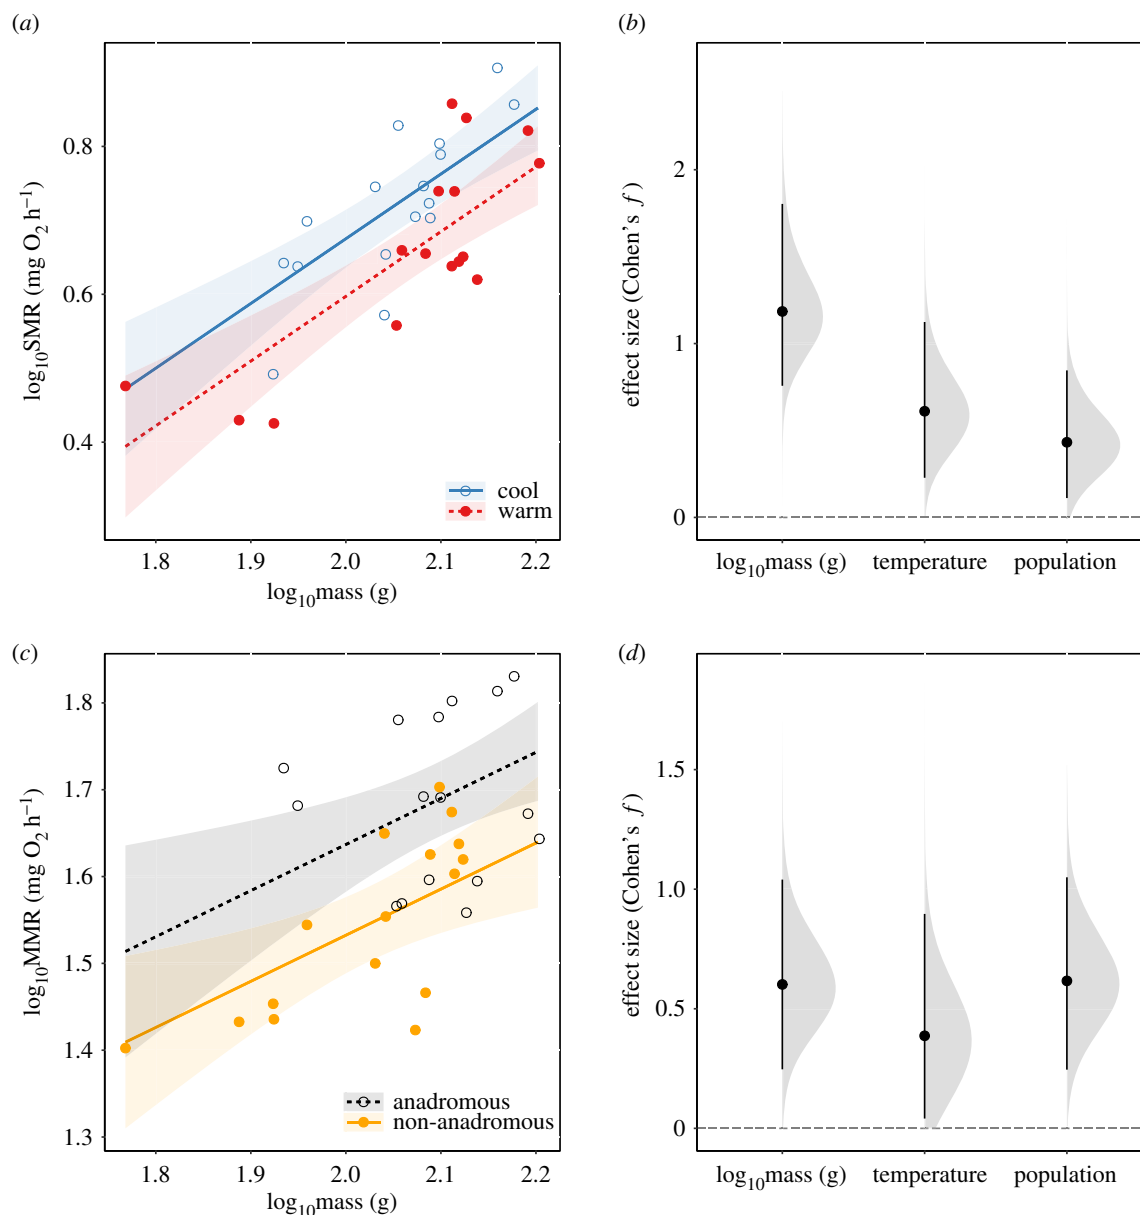 (a)
log10SMR (mg O2 h−1)
0.8
0.6
0.4
cool
warm
1.8 1.9 2.0 2.1 2.2
log10mass (g)
(b)
effect size (Cohen's f )
2
1
0
log10mass (g) temperature population
(c)
log10MMR (mg O2 h−1)
1.8
1.7
1.6
1.5
1.4
1.3
anadromous
non-anadromous
1.8 1.9 2.0 2.1 2.2
log10mass (g)
(d)
effect size (Cohen's f )
1.5
1.0
0.5
0
log10mass (g) temperature population